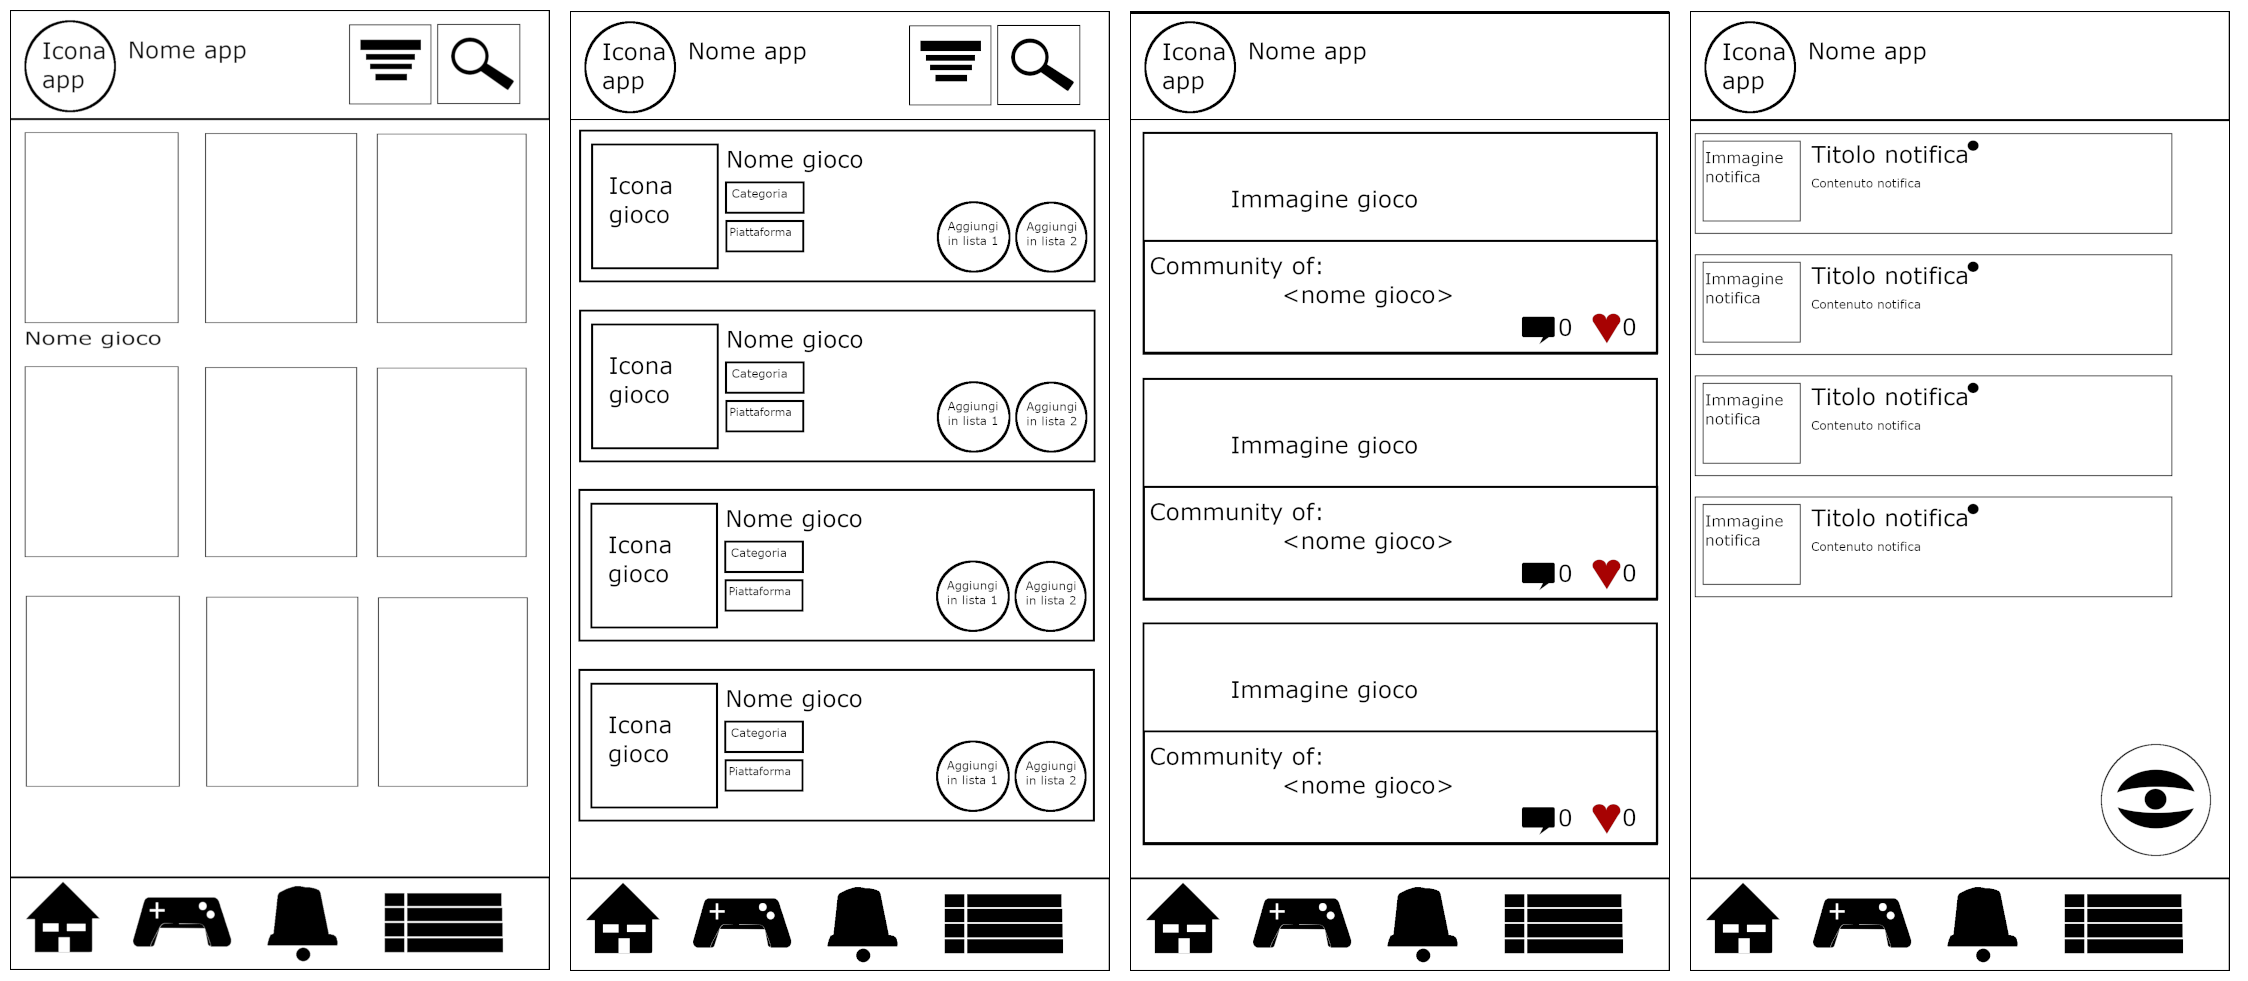 Icona
app
Nome app
Nome gioco
Icona
app
Nome app
Icona
gioco
Nome gioco
Categoria
Piattaforma
Aggiungi
in lista 1
Aggiungi
in lista 2
Icona
gioco
Nome gioco
Categoria
Piattaforma
Aggiungi
in lista 1
Aggiungi
in lista 2
Icona
gioco
Nome gioco
Categoria
Piattaforma
Aggiungi
in lista 1
Aggiungi
in lista 2
Icona
gioco
Nome gioco
Categoria
Piattaforma
Aggiungi
in lista 1
Aggiungi
in lista 2
Icona
app
Nome app
Immagine gioco
Community of:
<nome gioco>
0 0
Immagine gioco
Community of:
<nome gioco>
0 0
Immagine gioco
Community of:
<nome gioco>
0 0
Icona
app
Nome app
Immagine
notifica
Titolo notifica
Contenuto notifica
Immagine
notifica
Titolo notifica
Contenuto notifica
Immagine
notifica
Titolo notifica
Contenuto notifica
Immagine
notifica
Titolo notifica
Contenuto notifica